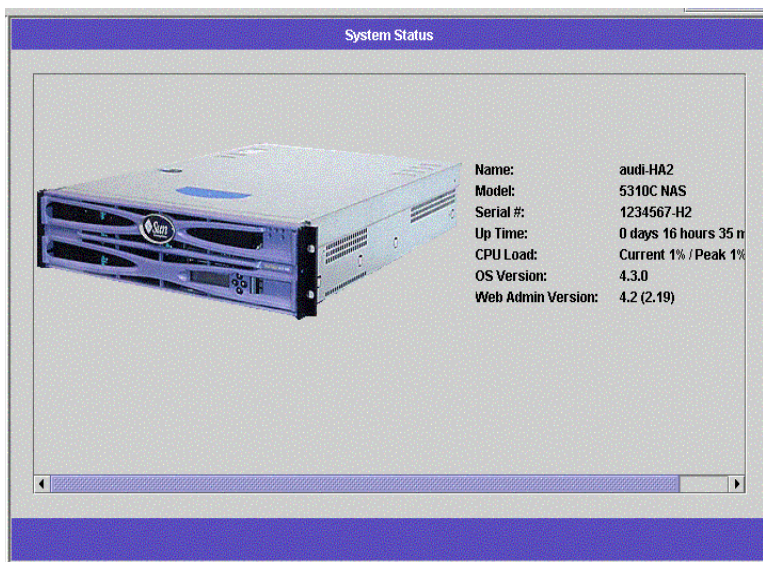 System Status
Sun
Name: audi-HA2
Model: 5310C NAS
Serial #: 1234567-H2
Up Time: 0 days 16 hours 35 m
CPU Load: Current 1% / Peak 1%
OS Version: 4.3.0
Web Admin Version: 4.2 (2.19)